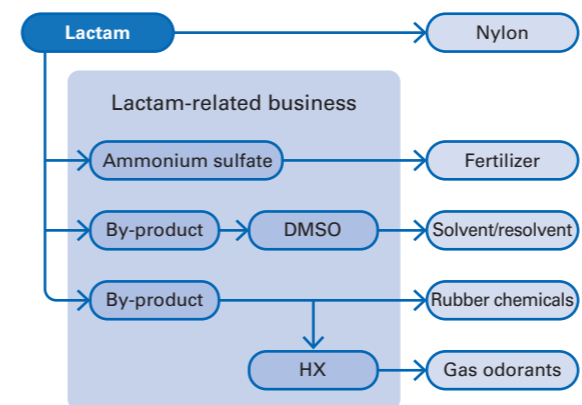 Lactam
Nylon
Lactam-related business
Ammonium sulfate
Fertilizer
By-product
DMSO
Solvent/resolvent
By-product
Rubber chemicals
HX
Gas odorants